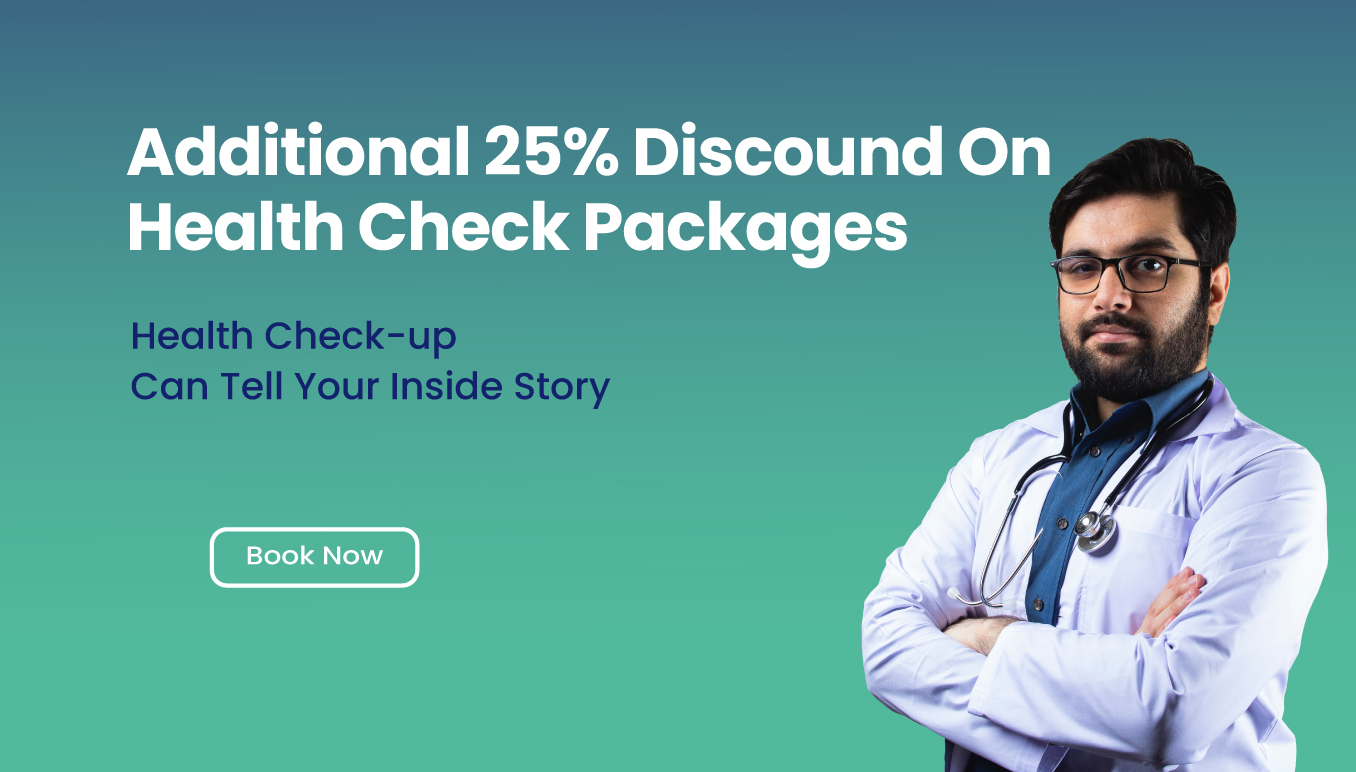 Additional 25% Discound On
Health Check Packages
Health Check-up
Can Tell Your Inside Story
Book Now